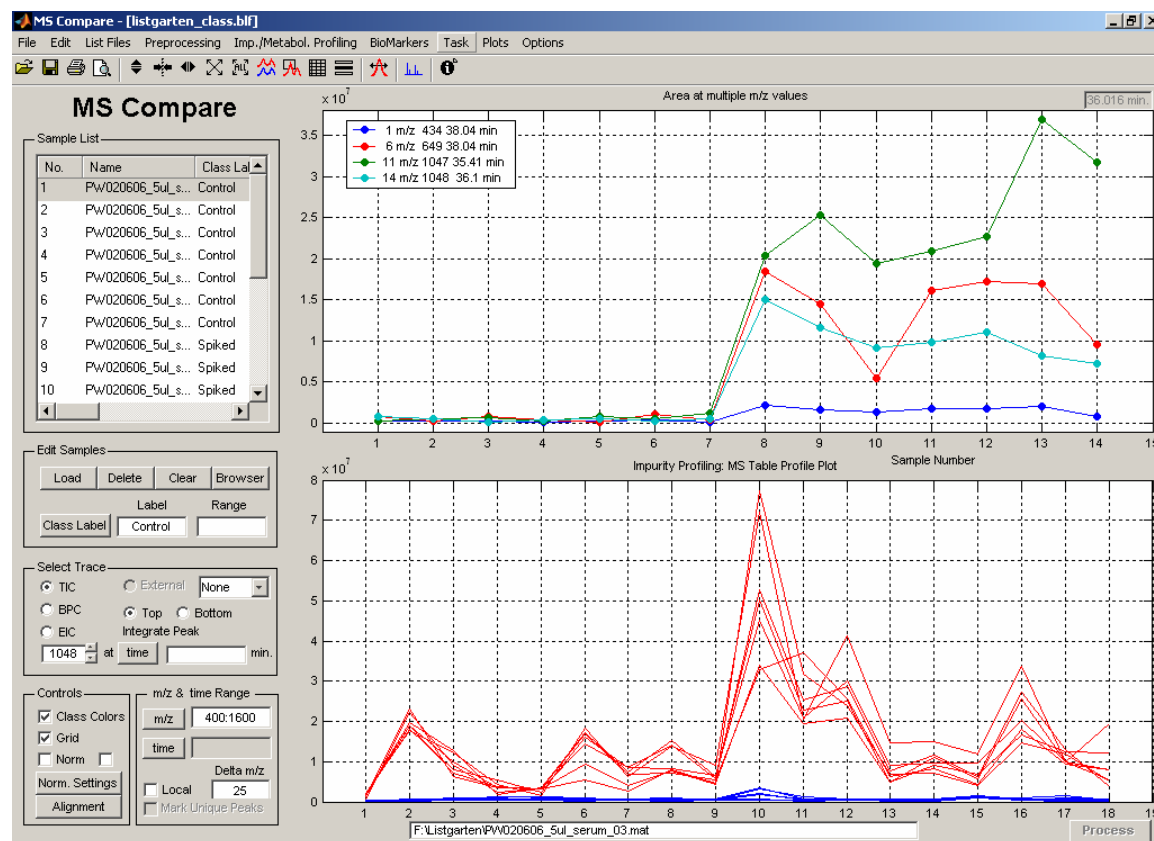 MS Compare - [listgarten_class.blf]
File Edit List Files Preprocessing Imp./Metabol. Profiling BioMarkers Task Plots Options
MS Compare
Sample List
No. Name Class Lal
1 PW020606_5ul_s... Control
2 PW020606_5ul_s... Control
3 PW020606_5ul_s... Control
4 PW020606_5ul_s... Control
5 PW020606_5ul_s... Control
6 PW020606_5ul_s... Control
7 PW020606_5ul_s... Control
8 PW020606_5ul_s... Spiked
9 PW020606_5ul_s... Spiked
10 PW020606_5ul_s... Spiked
Edit Samples
Load Delete Clear Browser
Label Range
Class Label Control
Select Trace
TIC External None
BPC Top Bottom
EIC Integrate Peak
1048 at time min.
Controls
Class Colors
Grid
Norm
Norm. Settings
Alignment
m/z & time Range
m/z 400:1600
time
Delta m/z
Local 25
Mark Unique Peaks
x 10^7
Area at multiple m/z values
36.016 min.
1 m/z 434 38.04 min
6 m/z 649 38.04 min
11 m/z 1047 35.41 min
14 m/z 1048 36.1 min
3.5
3
2.5
2
1.5
1
0.5
0
1 2 3 4 5 6 7 8 9 10 11 12 13 14 15
Sample Number
x 10^7
Impurity Profiling: MS Table Profile Plot
8
7
6
5
4
3
2
1
0
1 2 3 4 5 6 7 8 9 10 11 12 13 14 15 16 17 18 19
F:\Listgarten\PW020606_5ul_serum_03.mat
Process